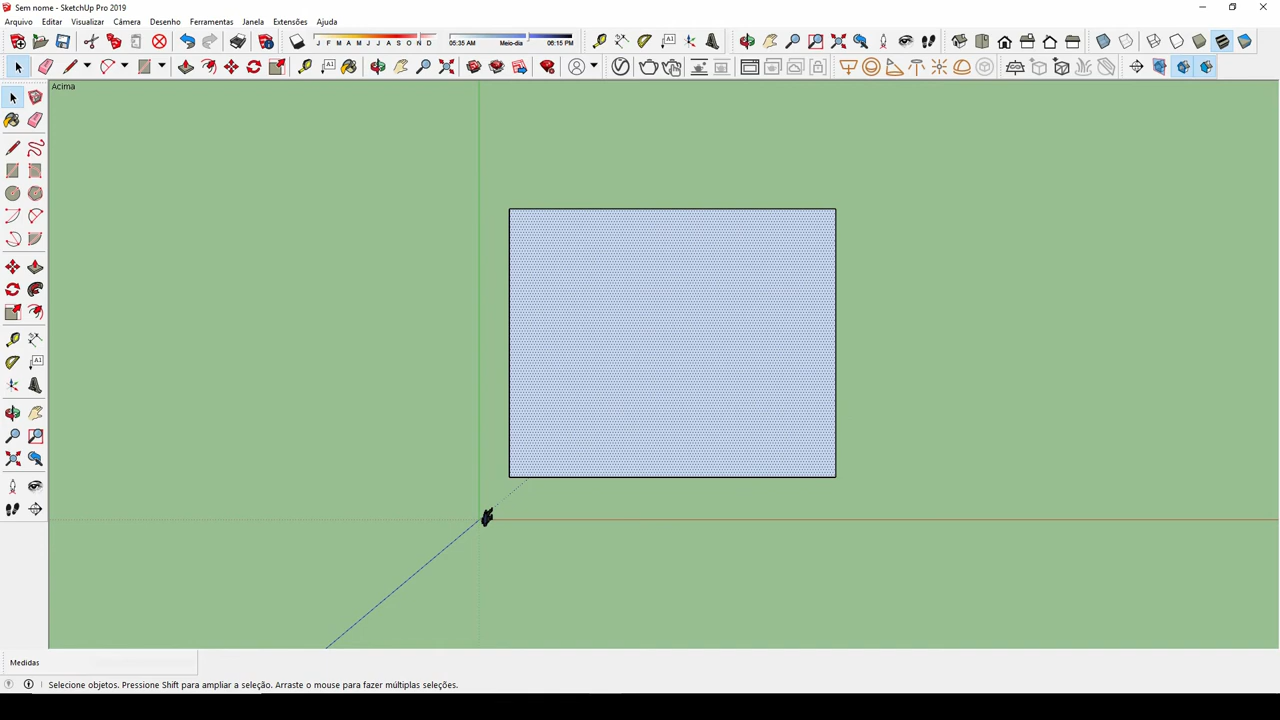 Sem nome - SketchUp Pro 2019
Arquivo Editar Visualizar Câmera Desenho Ferramentas Janela Extensões Ajuda
J F M A M J J A S O N D 05:35 AM Meio-dia 06:15 PM
Acima
Medidas
Selecione objetos. Pressione Shift para ampliar a seleção. Arraste o mouse para fazer múltiplas seleções.